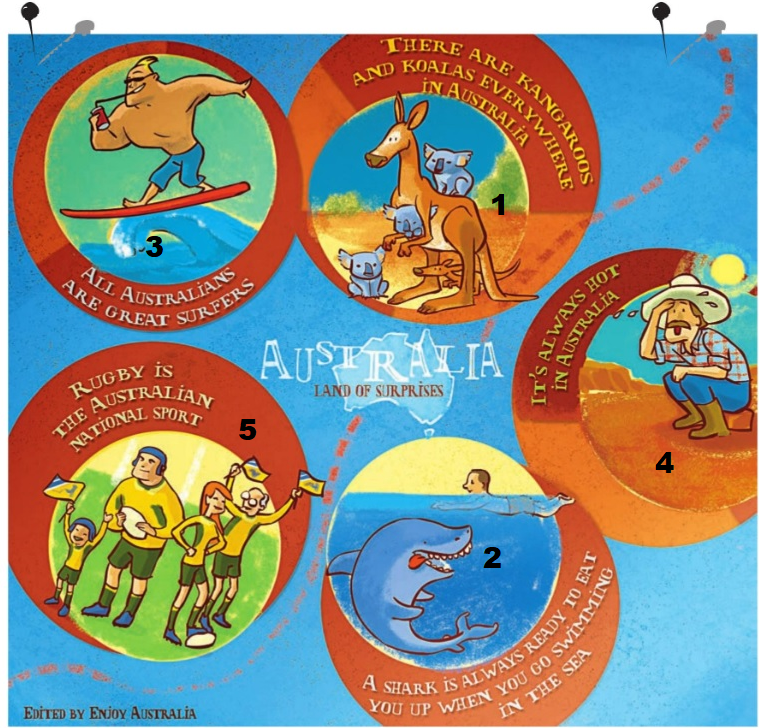 THERE ARE KANGAROOS
AND KOALAS EVERYWHERE
IN AUSTRALIA
1
3
ALL AUSTRALIANS
ARE GREAT SURFERS
IT'S ALWAYS HOT
IN AUSTRALIA
4
AUSTRALIA
LAND OF SURPRISES
RUGBY IS
THE AUSTRALIAN
NATIONAL SPORT
5
2
A SHARK IS ALWAYS READY TO EAT
YOU UP WHEN YOU GO SWIMMING
IN THE SEA
EDITED BY ENJOY AUSTRALIA